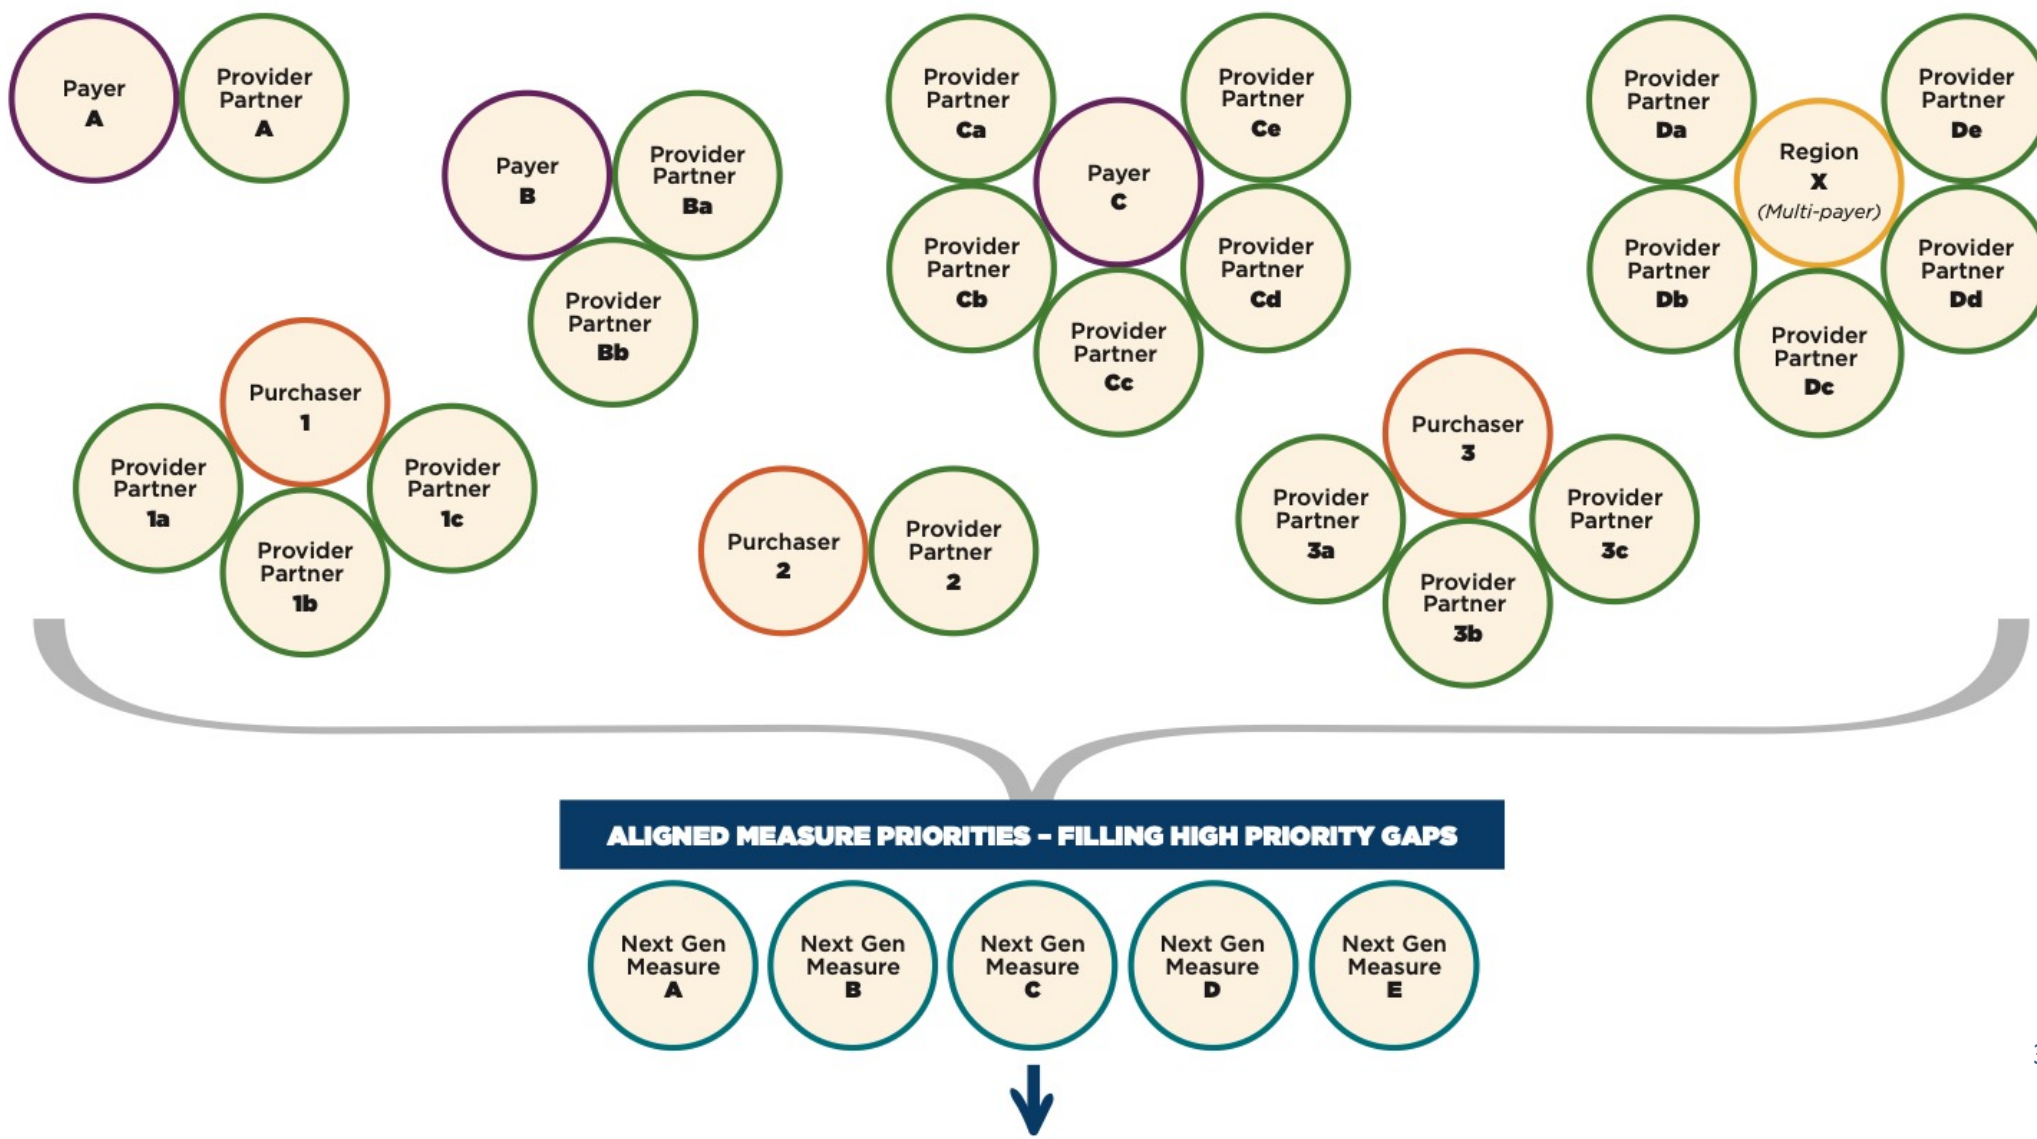 Payer
A
Provider
Partner
A
Payer
B
Provider
Partner
Ba
Provider
Partner
Bb
Provider
Partner
Ca
Provider
Partner
Ce
Payer
C
Provider
Partner
Cb
Provider
Partner
Cd
Provider
Partner
Cc
Provider
Partner
Da
Provider
Partner
De
Region
X
(Multi-payer)
Provider
Partner
Db
Provider
Partner
Dd
Provider
Partner
Dc
Purchaser
1
Provider
Partner
1a
Provider
Partner
1c
Provider
Partner
1b
Purchaser
2
Provider
Partner
2
Purchaser
3
Provider
Partner
3a
Provider
Partner
3c
Provider
Partner
3b
ALIGNED MEASURE PRIORITIES – FILLING HIGH PRIORITY GAPS
Next Gen
Measure
A
Next Gen
Measure
B
Next Gen
Measure
C
Next Gen
Measure
D
Next Gen
Measure
E